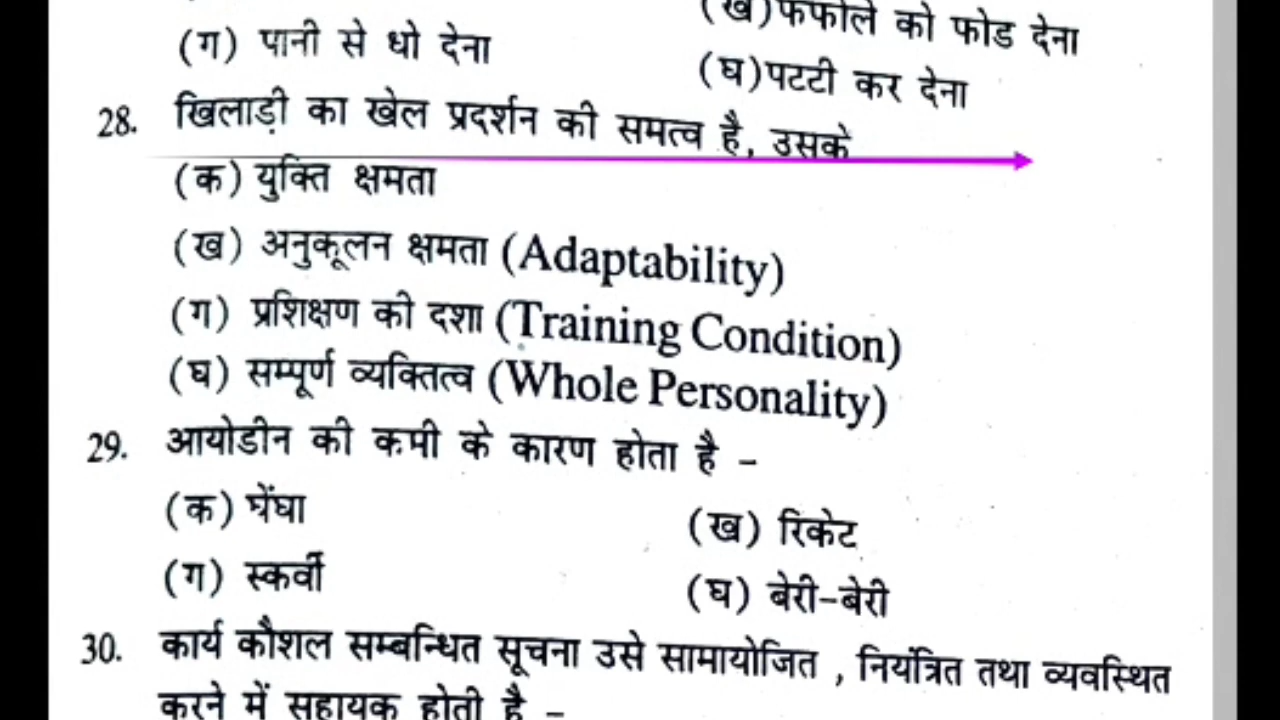 (ख)फफोले को फोड देना
(ग) पानी से धो देना
(घ)पटटी कर देना
28. खिलाड़ी का खेल प्रदर्शन की समत्व है, उसके
(क) युक्ति क्षमता
(ख) अनुकूलन क्षमता (Adaptability)
(ग) प्रशिक्षण की दशा (Training Condition)
(घ) सम्पूर्ण व्यक्तित्व (Whole Personality)
29. आयोडीन की कमी के कारण होता है –
(क) घेंघा
(ख) रिकेट
(ग) स्कर्वी
(घ) बेरी-बेरी
30. कार्य कौशल सम्बन्धित सूचना उसे सामायोजित , नियंत्रित तथा व्यवस्थित
करने में सहायक होती है –